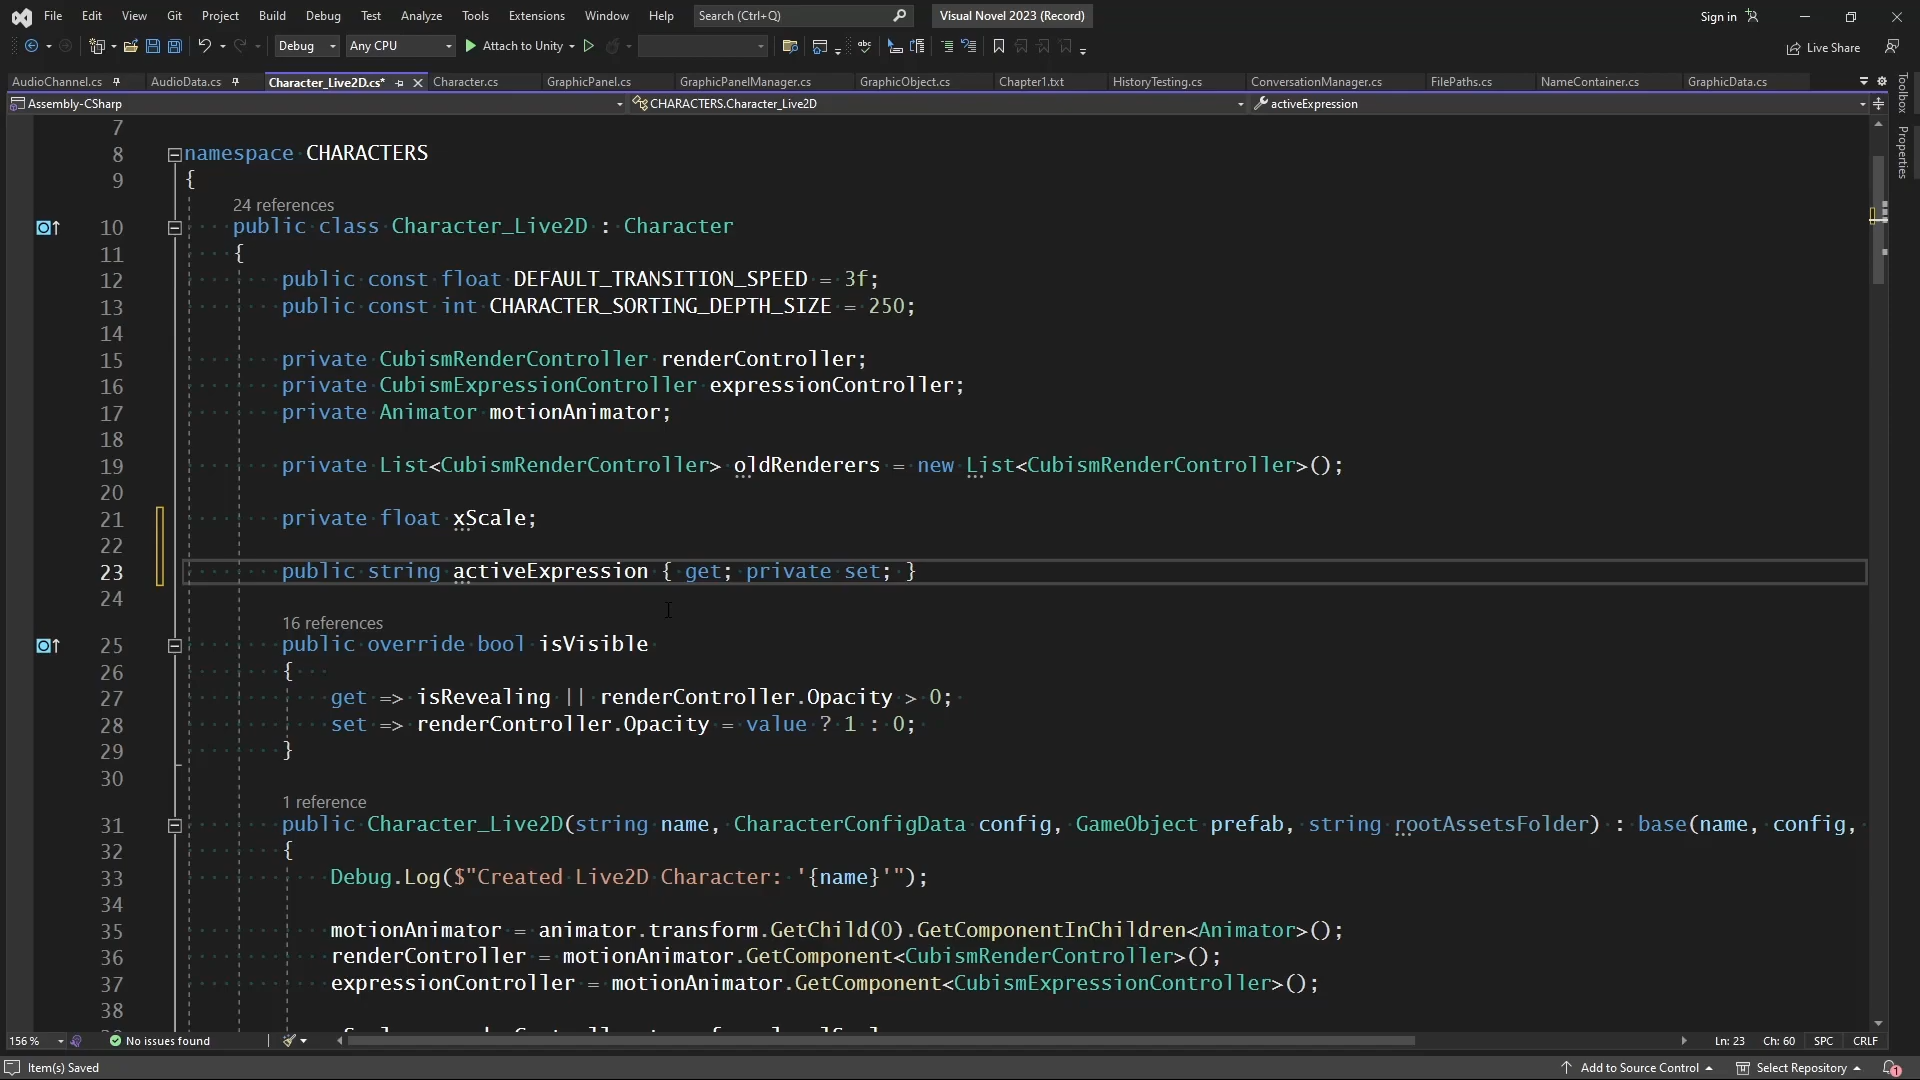 File Edit View Git Project Build Debug Test Analyze Tools Extensions Window Help Search (Ctrl+Q) Visual Novel 2023 (Record) Sign in
Debug Any CPU Attach to Unity Live Share
AudioChannel.cs AudioData.cs Character_Live2D.cs* Character.cs GraphicPanel.cs GraphicPanelManager.cs GraphicObject.cs Chapter1.txt HistoryTesting.cs ConversationManager.cs FilePaths.cs NameContainer.cs GraphicData.cs
Assembly-CSharp CHARACTERS.Character_Live2D activeExpression
Toolbox
Properties
7
8 namespace CHARACTERS
9 {
24 references
10 public class Character_Live2D : Character
11 {
12 public const float DEFAULT_TRANSITION_SPEED = 3f;
13 public const int CHARACTER_SORTING_DEPTH_SIZE = 250;
14
15 private CubismRenderController renderController;
16 private CubismExpressionController expressionController;
17 private Animator motionAnimator;
18
19 private List<CubismRenderController> oldRenderers = new List<CubismRenderController>();
20
21 private float xScale;
22
23 public string activeExpression { get; private set; }
24
16 references
25 public override bool isVisible
26 {
27 get => isRevealing || renderController.Opacity > 0;
28 set => renderController.Opacity = value ? 1 : 0;
29 }
30
1 reference
31 public Character_Live2D(string name, CharacterConfigData config, GameObject prefab, string rootAssetsFolder) : base(name, config,
32 {
33 Debug.Log($"Created Live2D Character: '{name}'");
34
35 motionAnimator = animator.transform.GetChild(0).GetComponentInChildren<Animator>();
36 renderController = motionAnimator.GetComponent<CubismRenderController>();
37 expressionController = motionAnimator.GetComponent<CubismExpressionController>();
38
156 % No issues found Ln: 23 Ch: 60 SPC CRLF
Item(s) Saved Add to Source Control Select Repository 1